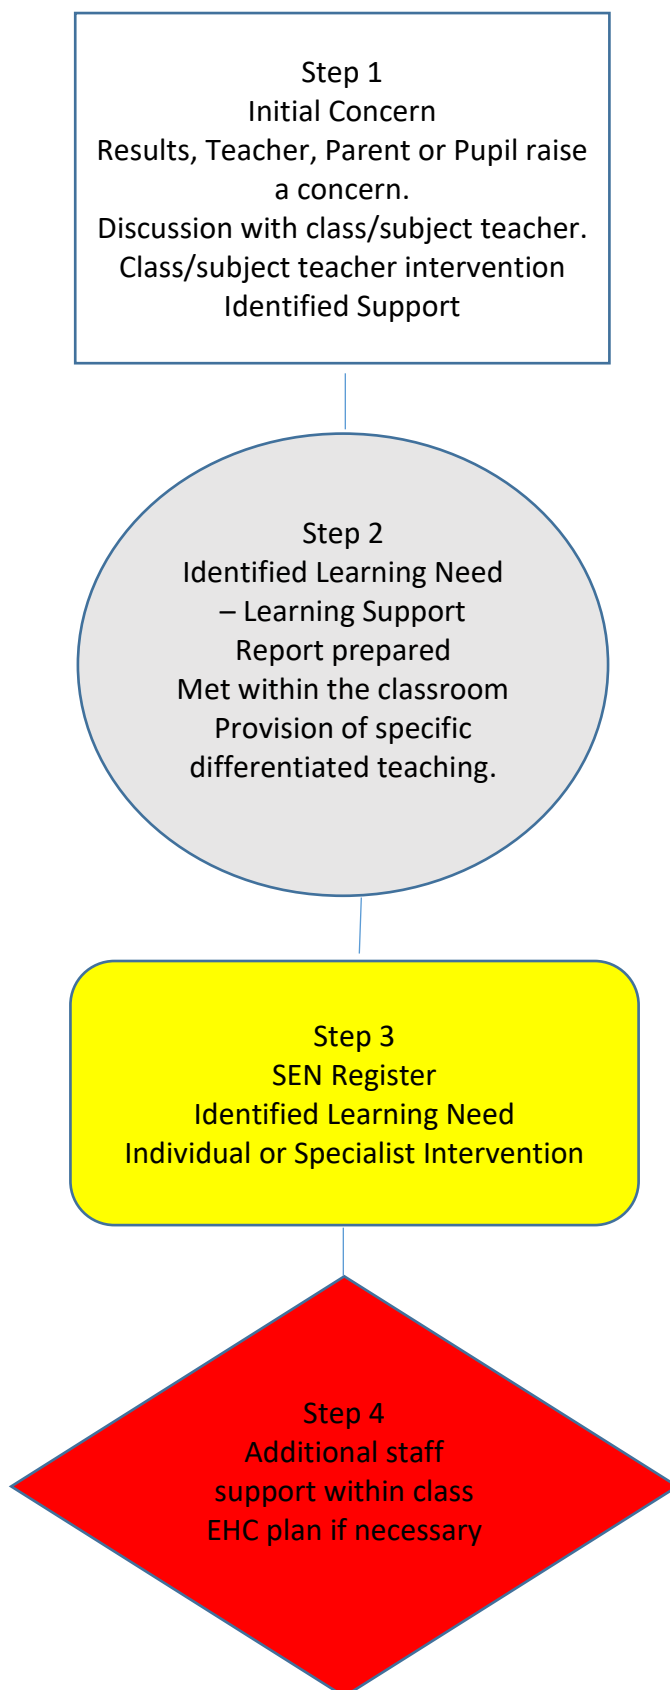 Step 1
Initial Concern
Results, Teacher, Parent or Pupil raise
a concern.
Discussion with class/subject teacher.
Class/subject teacher intervention
Identified Support
Step 2
Identified Learning Need
– Learning Support
Report prepared
Met within the classroom
Provision of specific
differentiated teaching.
Step 3
SEN Register
Identified Learning Need
Individual or Specialist Intervention
Step 4
Additional staff
support within class
EHC plan if necessary